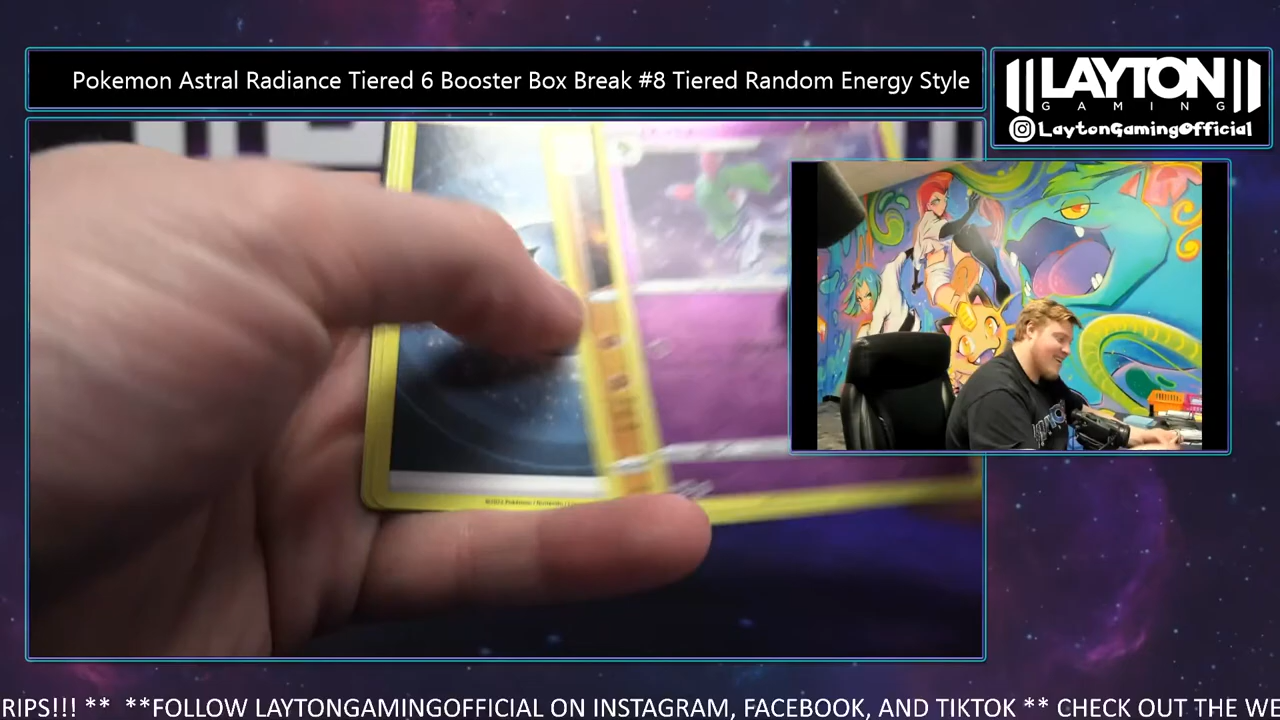 Pokemon Astral Radiance Tiered 6 Booster Box Break #8 Tiered Random Energy Style
LAYTON
GAMING
LaytonGamingOfficial
RIPS!!! ** **FOLLOW LAYTONGAMINGOFFICIAL ON INSTAGRAM, FACEBOOK, AND TIKTOK ** CHECK OUT THE WE